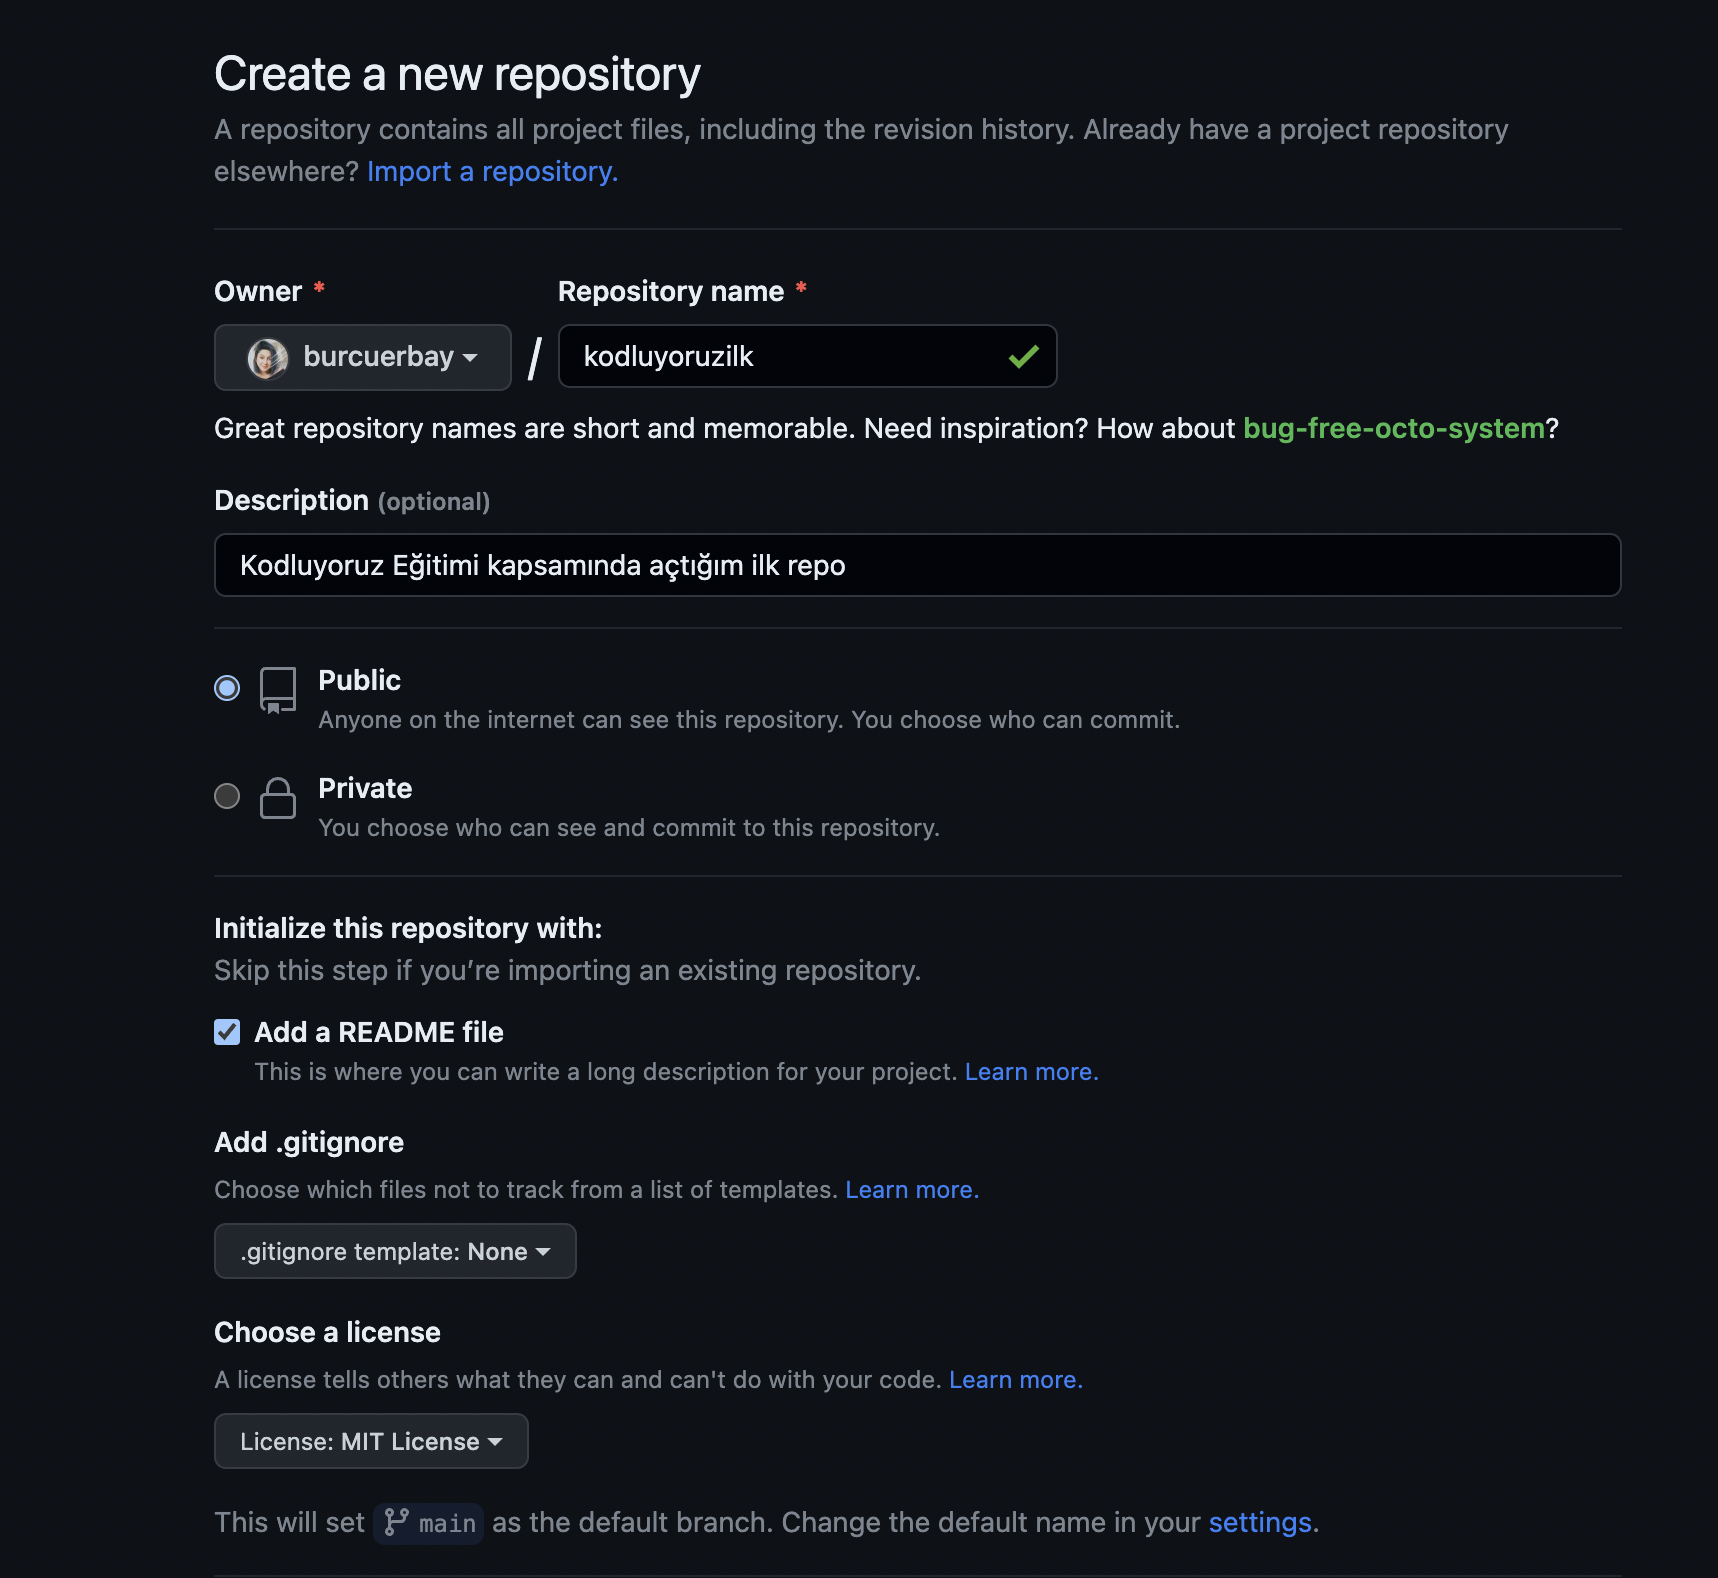 Create a new repository
A repository contains all project files, including the revision history. Already have a project repository
elsewhere? Import a repository.
Owner * Repository name *
burcuerbay / kodluyoruzilk
Great repository names are short and memorable. Need inspiration? How about bug-free-octo-system?
Description (optional)
Kodluyoruz Eğitimi kapsamında açtığım ilk repo
Public
Anyone on the internet can see this repository. You choose who can commit.
Private
You choose who can see and commit to this repository.
Initialize this repository with:
Skip this step if you’re importing an existing repository.
Add a README file
This is where you can write a long description for your project. Learn more.
Add .gitignore
Choose which files not to track from a list of templates. Learn more.
.gitignore template: None
Choose a license
A license tells others what they can and can't do with your code. Learn more.
License: MIT License
This will set main as the default branch. Change the default name in your settings.